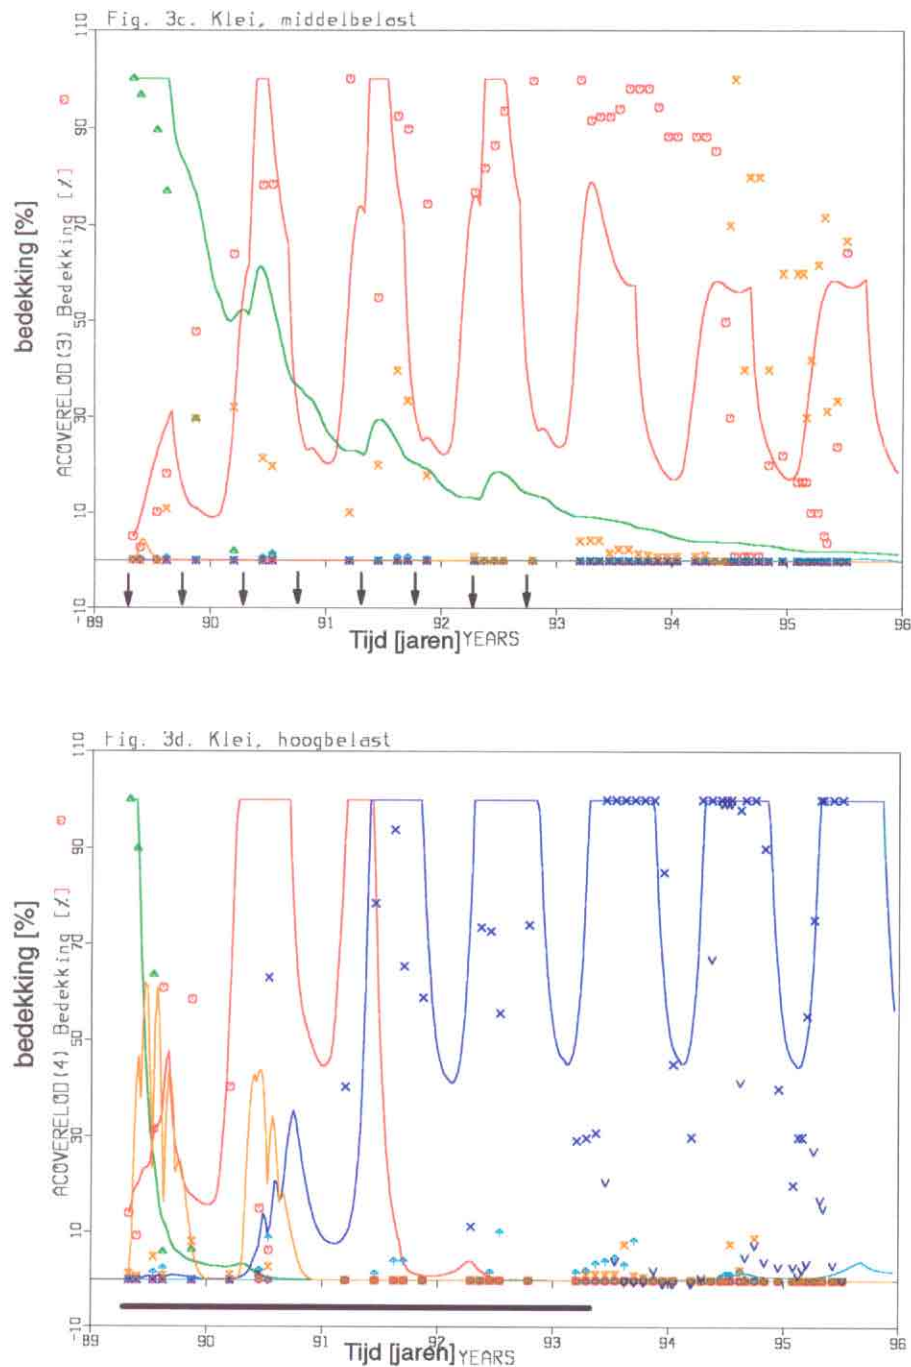 Fig. 3c. Klei, middelbelast
110
90
70
50
30
10
-10
bedekking [%]
ACOVERELOD(3) Bedekking [%]
89 90 91 92 93 94 95 96
Tijd [jaren] YEARS
Fig. 3d. Klei, hoogbelast
110
90
70
50
30
10
-10
bedekking [%]
ACOVERELOD(4) Bedekking [%]
89 90 91 92 93 94 95 96
Tijd [jaren] YEARS